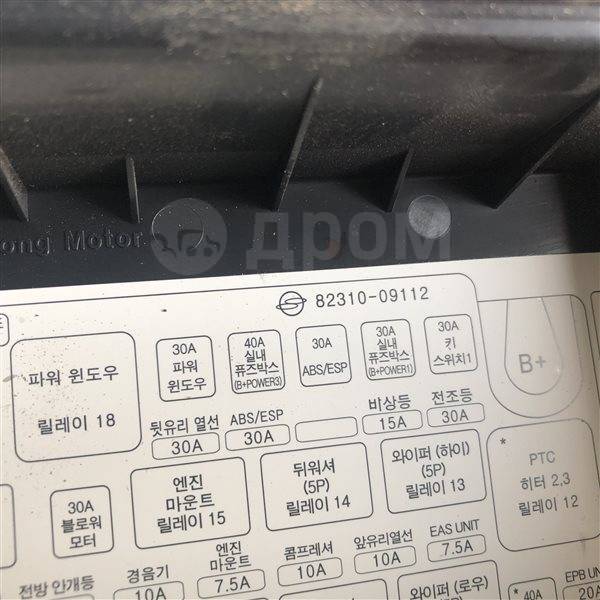 ong Motor
дром
82310-09112
파워 윈도우
릴레이 18
30A
파워
윈도우
40A
실내
퓨즈박스
(B+POWER3)
30A
ABS/ESP
30A
실내
퓨즈박스
(B+POWER1)
30A
키
스위치1
B+
뒷유리 열선
30A
ABS/ESP
30A
비상등
15A
전조등
30A
30A
블로워
모터
엔진
마운트
릴레이 15
뒤워셔
(5P)
릴레이 14
와이퍼 (하이)
(5P)
릴레이 13
*
PTC
히터 2,3
릴레이 12
전방 안개등
경음기
10A
엔진
마운트
7.5A
콤프레셔
10A
앞유리열선
10A
EAS UNIT
7.5A
와이퍼 (로우)
* 40A
EPB UN
20A